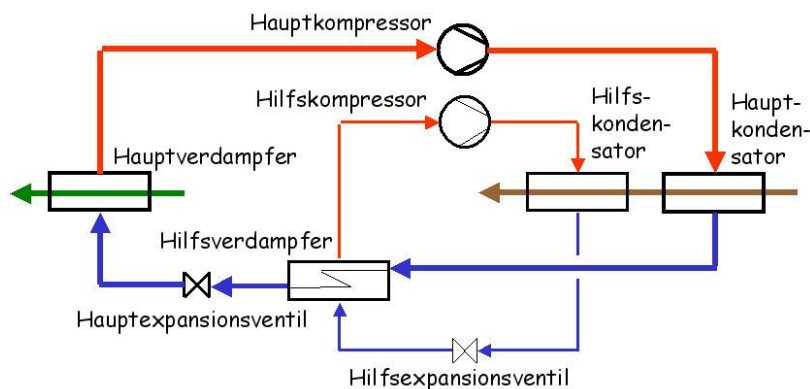 Hauptkompressor
Hilfskompressor
Hilfs-
konden-
sator
Haupt-
konden-
sator
Hauptverdampfer
Hilfsverdampfer
Hauptexpansionsventil
Hilfsexpansionsventil